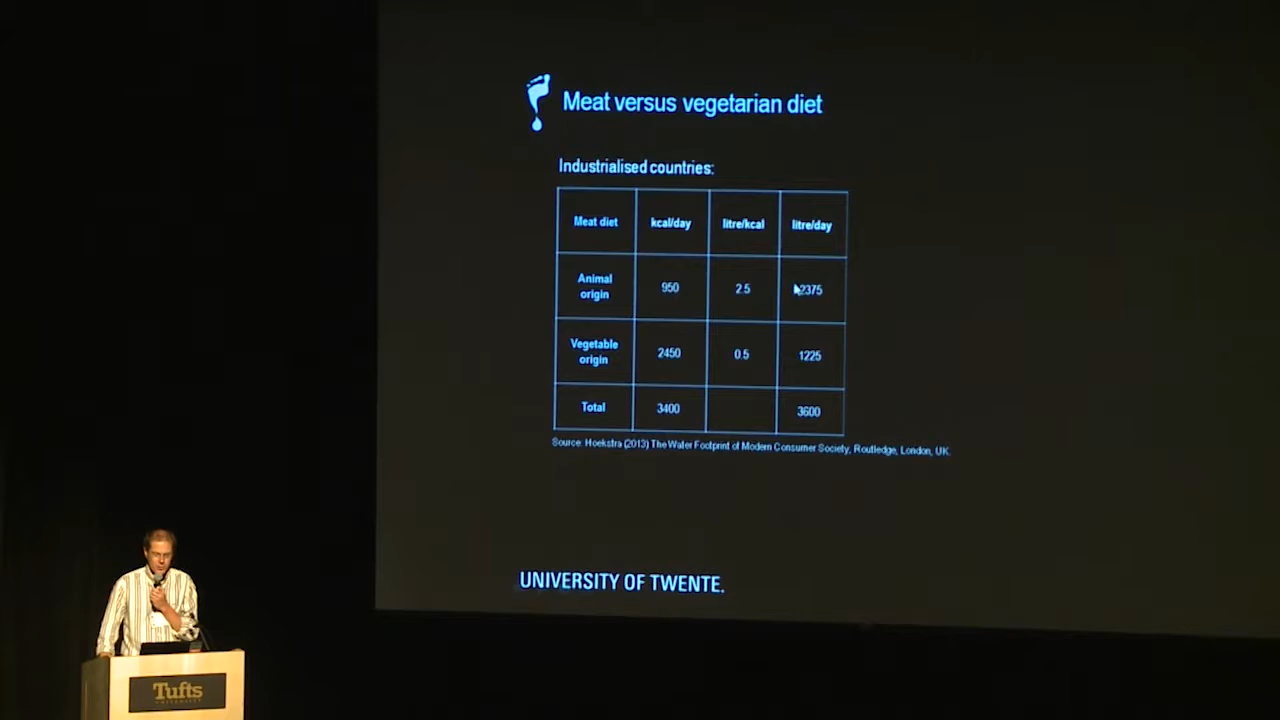 Meat versus vegetarian diet
Industrialised countries:
Meat diet kcal/day litre/kcal litre/day
Animal origin 950 2.5 2375
Vegetable origin 2450 0.5 1225
Total 3400 3600
Source: Hoekstra (2013) The Water Footprint of Modern Consumer Society, Routledge, London, UK.
UNIVERSITY OF TWENTE.
Tufts
UNIVERSITY